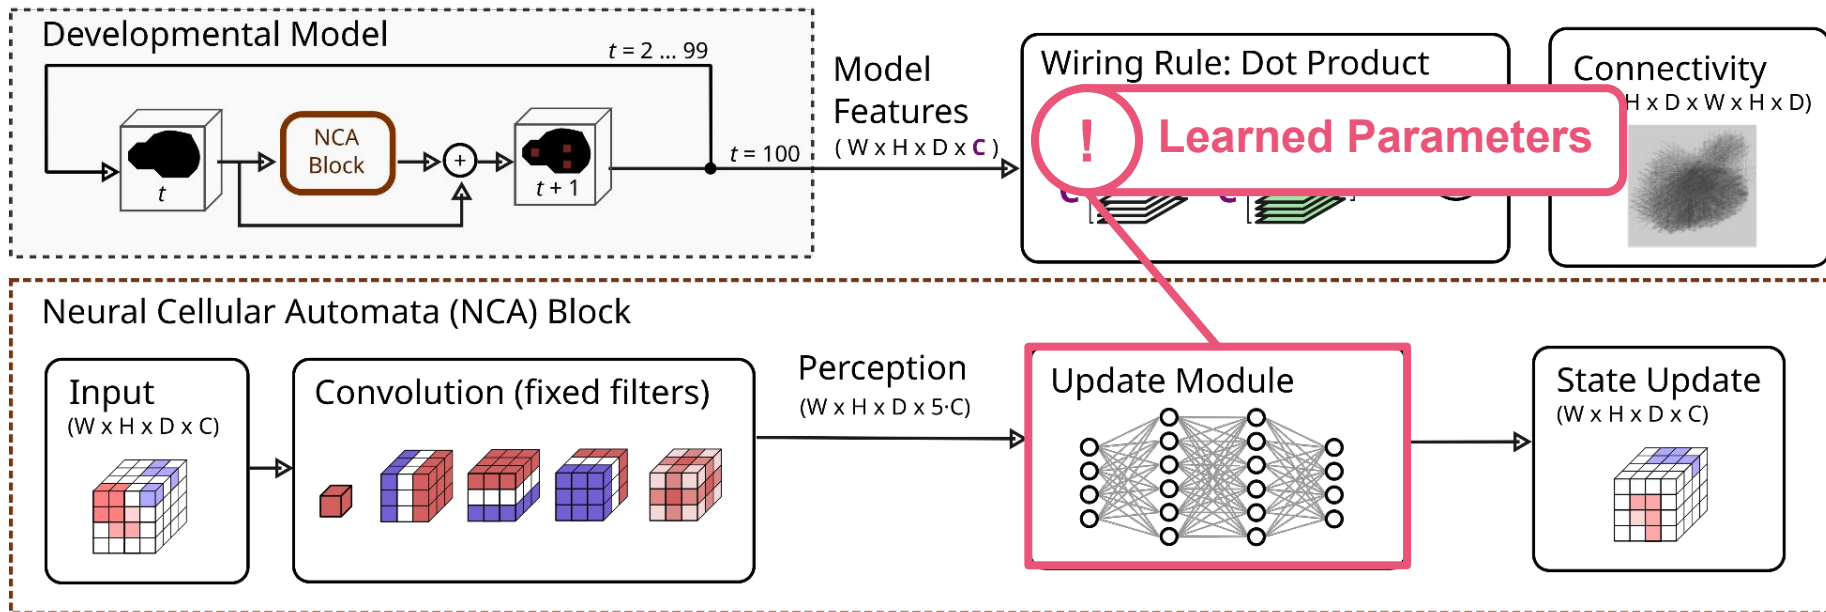 Developmental Model
t = 2 ... 99
NCA
Block
+
t
t + 1
t = 100
Model
Features
( W x H x D x C )
Wiring Rule: Dot Product
Connectivity
H x D x W x H x D)
!
Learned Parameters
C
C
Neural Cellular Automata (NCA) Block
Input
(W x H x D x C)
Convolution (fixed filters)
Perception
(W x H x D x 5·C)
Update Module
State Update
(W x H x D x C)